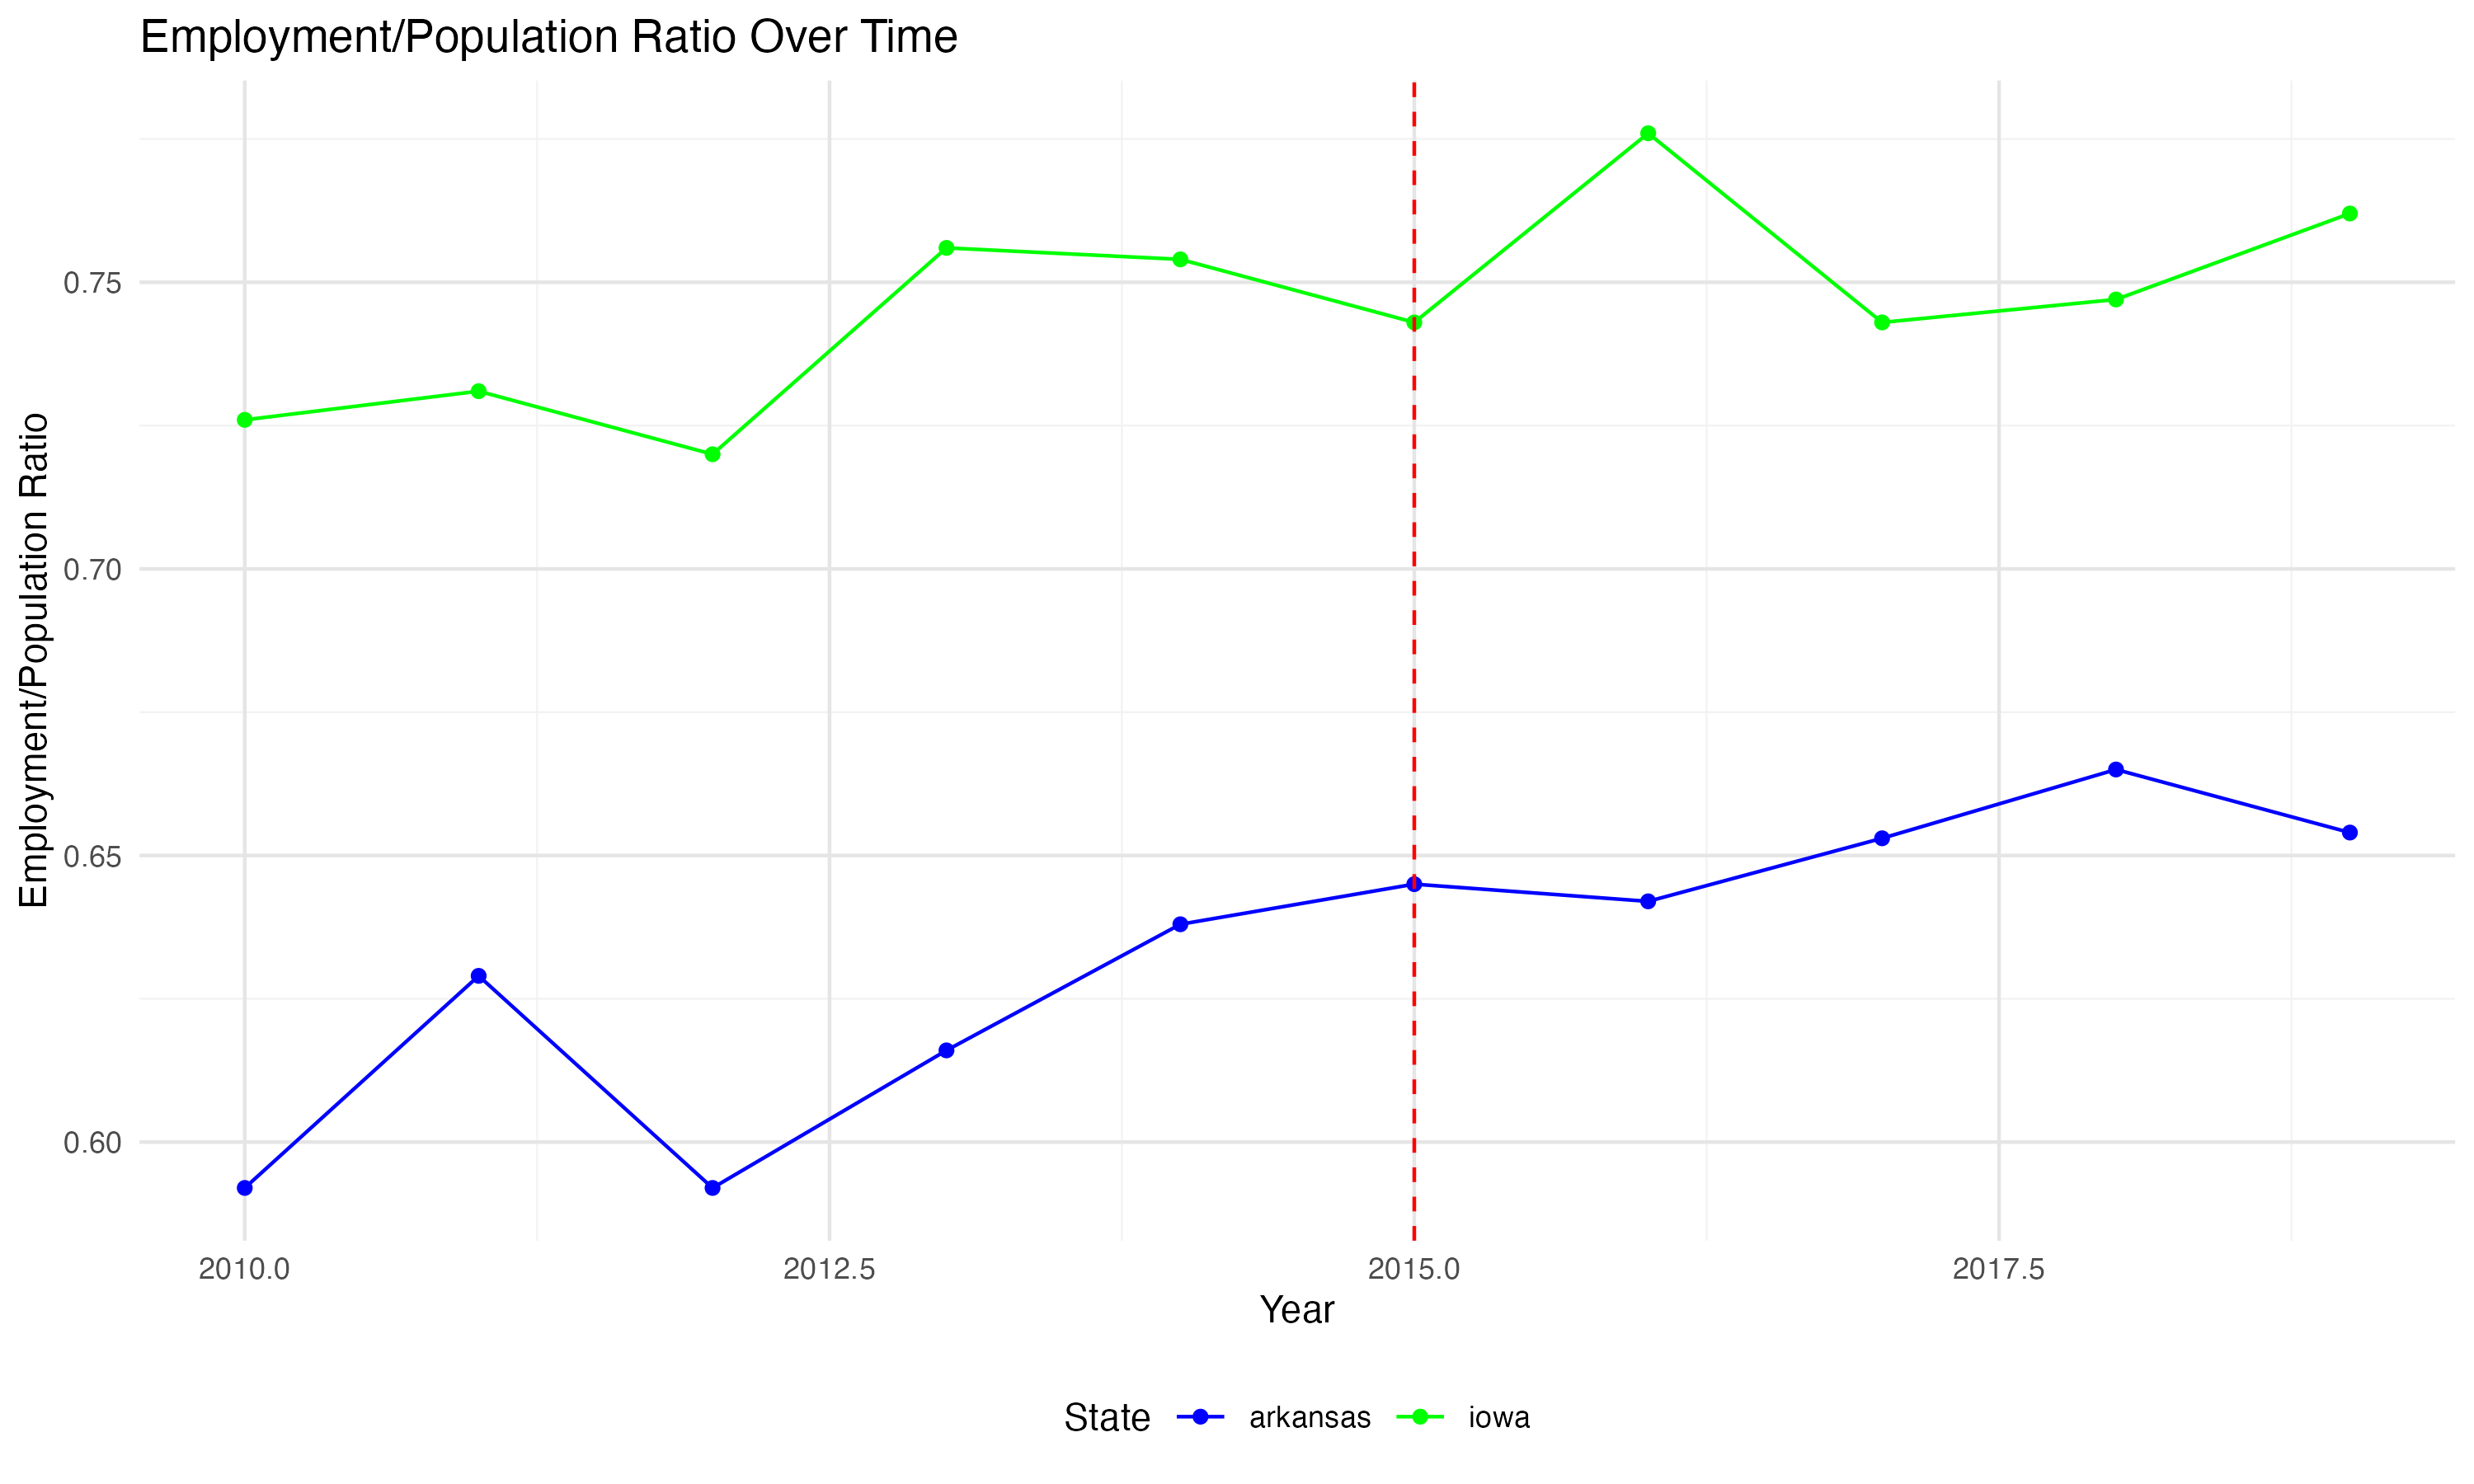 Employment/Population Ratio Over Time
Employment/Population Ratio
0.75
0.70
0.65
0.60
2010.0 2012.5 2015.0 2017.5
Year
State arkansas iowa